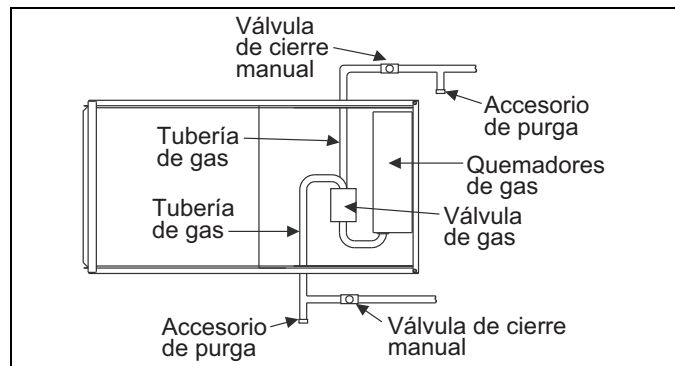 Válvula
de cierre
manual
Accesorio
de purga
Tubería
de gas
Quemadores
de gas
Tubería
de gas
Válvula
de gas
Accesorio
de purga
Válvula de cierre
manual